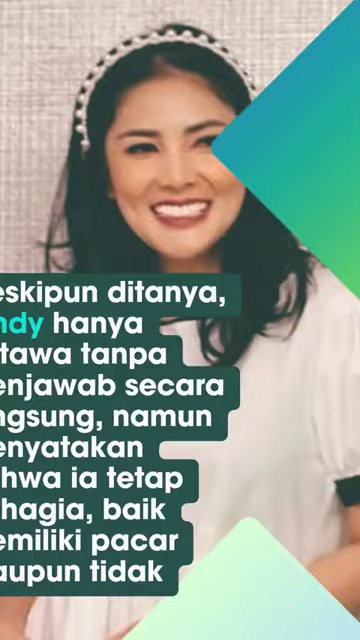 eskipun ditanya,
ndy hanya
tawa tanpa
enjawab secara
ngsung, namun
enyatakan
hwa ia tetap
hagia, baik
emiliki pacar
aupun tidak